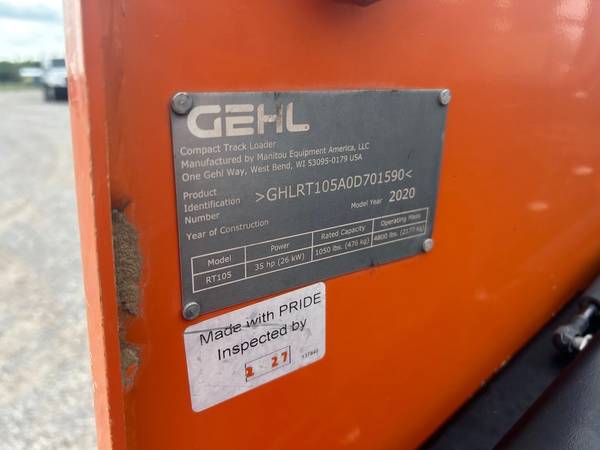 GEHL
Compact Track Loader
Manufactured by Manitou Equipment America, LLC
One Gehl Way, West Bend, WI 53095-0179 USA
Product
Identification
Number
>GHLRT105A0D701590<
Model Year 2020
Year of Construction
Model Power Rated Capacity Operating Mass
RT105 35 hp (26 kW) 1050 lbs. (476 kg) 4800 lbs. (2177 kg)
Made with PRIDE
Inspected by
2 27
137840